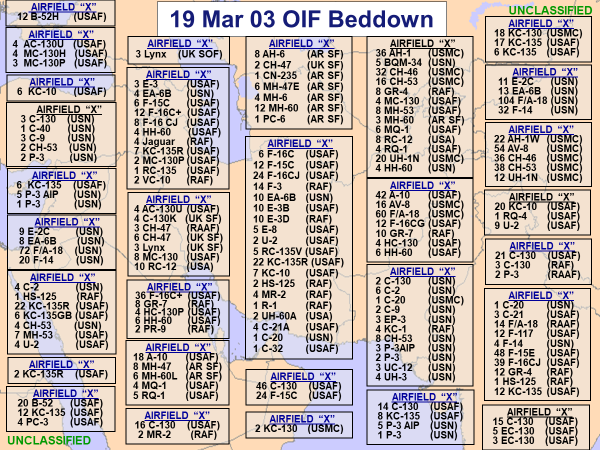 19 Mar 03 OIF Beddown
UNCLASSIFIED
AIRFIELD "X"
12 B-52H (USAF)
AIRFIELD "X"
4 AC-130U (USAF)
4 MC-130H (USAF)
3 MC-130P (USAF)
AIRFIELD "X"
6 KC-10 (USAF)
AIRFIELD "X"
3 C-130 (USN)
1 C-40 (USN)
3 C-9 (USN)
2 CH-53 (USN)
2 P-3 (USN)
AIRFIELD "X"
6 KC-135 (USAF)
5 P-3 AIP (USN)
1 P-3 (USN)
AIRFIELD "X"
9 E-2C (USN)
8 EA-6B (USN)
72 F/A-18 (USN)
20 F-14 (USN)
AIRFIELD "X"
4 C-2 (USN)
1 HS-125 (RAF)
22 KC-135R (USAF)
6 KC-135GB (USAF)
4 CH-53 (USN)
7 MH-53 (USAF)
4 U-2 (USAF)
AIRFIELD "X"
2 KC-135R (USAF)
AIRFIELD "X"
20 B-52 (USAF)
12 KC-135 (USAF)
4 PC-3 (USAF)
UNCLASSIFIED
AIRFIELD "X"
3 Lynx (UK SOF)
AIRFIELD "X"
3 E-3 (USAF)
4 EA-6B (USN)
6 F-15C (USAF)
12 F-16C+ (USAF)
8 F-16 CJ (USAF)
4 HH-60 (USAF)
4 Jaguar (RAF)
7 KC-135R (USAF)
2 MC-130P (USAF)
1 RC-135 (USAF)
2 VC-10 (RAF)
AIRFIELD "X"
4 AC-130U (USAF)
4 C-130K (UK SF)
3 CH-47 (RAAF)
6 CH-47 (UK SF)
3 Lynx (UK SF)
8 MC-130 (UK SF)
10 RC-12 (USA)
AIRFIELD "X"
36 F-16C+ (USAF)
8 GR-7 (RAF)
4 HC-130P (USAF)
6 HH-60 (USAF)
2 PR-9 (RAF)
AIRFIELD "X"
18 A-10 (USAF)
8 MH-47 (AR SF)
6 MH-60L (AR SF)
4 MQ-1 (USAF)
5 RQ-1 (USAF)
AIRFIELD "X"
16 C-130 (USAF)
2 MR-2 (RAF)
AIRFIELD "X"
8 AH-6 (AR SF)
2 CH-47 (UK SF)
1 CN-235 (AR SF)
6 MH-47E (AR SF)
4 MH-6 (AR SF)
12 MH-60 (AR SF)
1 PC-6 (AR SF)
AIRFIELD "X"
6 F-16C (USAF)
12 F-15C (USAF)
24 F-16CJ (USAF)
14 F-3 (RAF)
10 EA-6B (USN)
10 E-3B (USAF)
10 E-3D (RAF)
5 E-8 (USAF)
2 U-2 (USAF)
5 RC-135V (USAF)
22 KC-135R (USAF)
7 KC-10 (USAF)
2 HS-125 (RAF)
4 MR-2 (RAF)
1 R-1 (RAF)
2 UH-60A (USA)
4 C-21A (USAF)
1 C-20 (USAF)
1 C-32 (USAF)
AIRFIELD "X"
46 C-130 (USAF)
24 F-15C (USAF)
AIRFIELD "X"
2 KC-130 (USMC)
AIRFIELD "X"
36 AH-1 (USMC)
5 BQM-34 (USN)
32 CH-46 (USMC)
16 CH-53 (USMC)
8 GR-4 (RAF)
4 MC-130 (USAF)
8 MH-53 (USAF)
3 MH-60 (AR SF)
6 MQ-1 (USAF)
8 RC-12 (USA)
4 RQ-1 (USAF)
20 UH-1N (USMC)
4 HH-60 (USN)
AIRFIELD "X"
42 A-10 (USAF)
16 AV-8 (USMC)
60 F/A-18 (USMC)
12 F-16CG (USAF)
10 GR-7 (RAF)
4 HC-130 (USAF)
6 HH-60 (USAF)
AIRFIELD "X"
2 C-130 (USN)
6 C-2 (USN)
1 C-20 (USMC)
2 C-9 (USN)
3 EP-3 (USN)
4 KC-1 (RAF)
8 CH-53 (USN)
5 P-3AIP (USN)
2 P-3 (USN)
3 UC-12 (USN)
4 UH-3 (USN)
AIRFIELD "X"
14 C-130 (USAF)
8 KC-135 (USAF)
5 P-3 AIP (USN)
1 P-3 (USN)
AIRFIELD "X"
18 KC-130 (USMC)
17 KC-135 (USAF)
6 KC-135 (USAF)
AIRFIELD "X"
11 E-2C (USN)
13 EA-6B (USN)
104 F/A-18 (USN)
32 F-14 (USN)
AIRFIELD "X"
22 AH-1W (USMC)
54 AV-8 (USMC)
36 CH-46 (USMC)
38 CH-53 (USMC)
12 UH-1N (USMC)
AIRFIELD "X"
20 KC-10 (USAF)
1 RQ-4 (USAF)
9 U-2 (USAF)
AIRFIELD "X"
21 C-130 (USAF)
3 C-130 (RAF)
2 P-3 (RAAF)
AIRFIELD "X"
1 C-20 (USN)
3 C-21 (USAF)
14 F/A-18 (RAAF)
12 F-117 (USAF)
4 F-14 (USN)
48 F-15E (USAF)
39 F-16CJ (USAF)
12 GR-4 (RAF)
1 HS-125 (RAF)
12 KC-135 (USAF)
AIRFIELD "X"
15 C-130 (USAF)
5 EC-130 (USAF)
3 EC-130 (USAF)